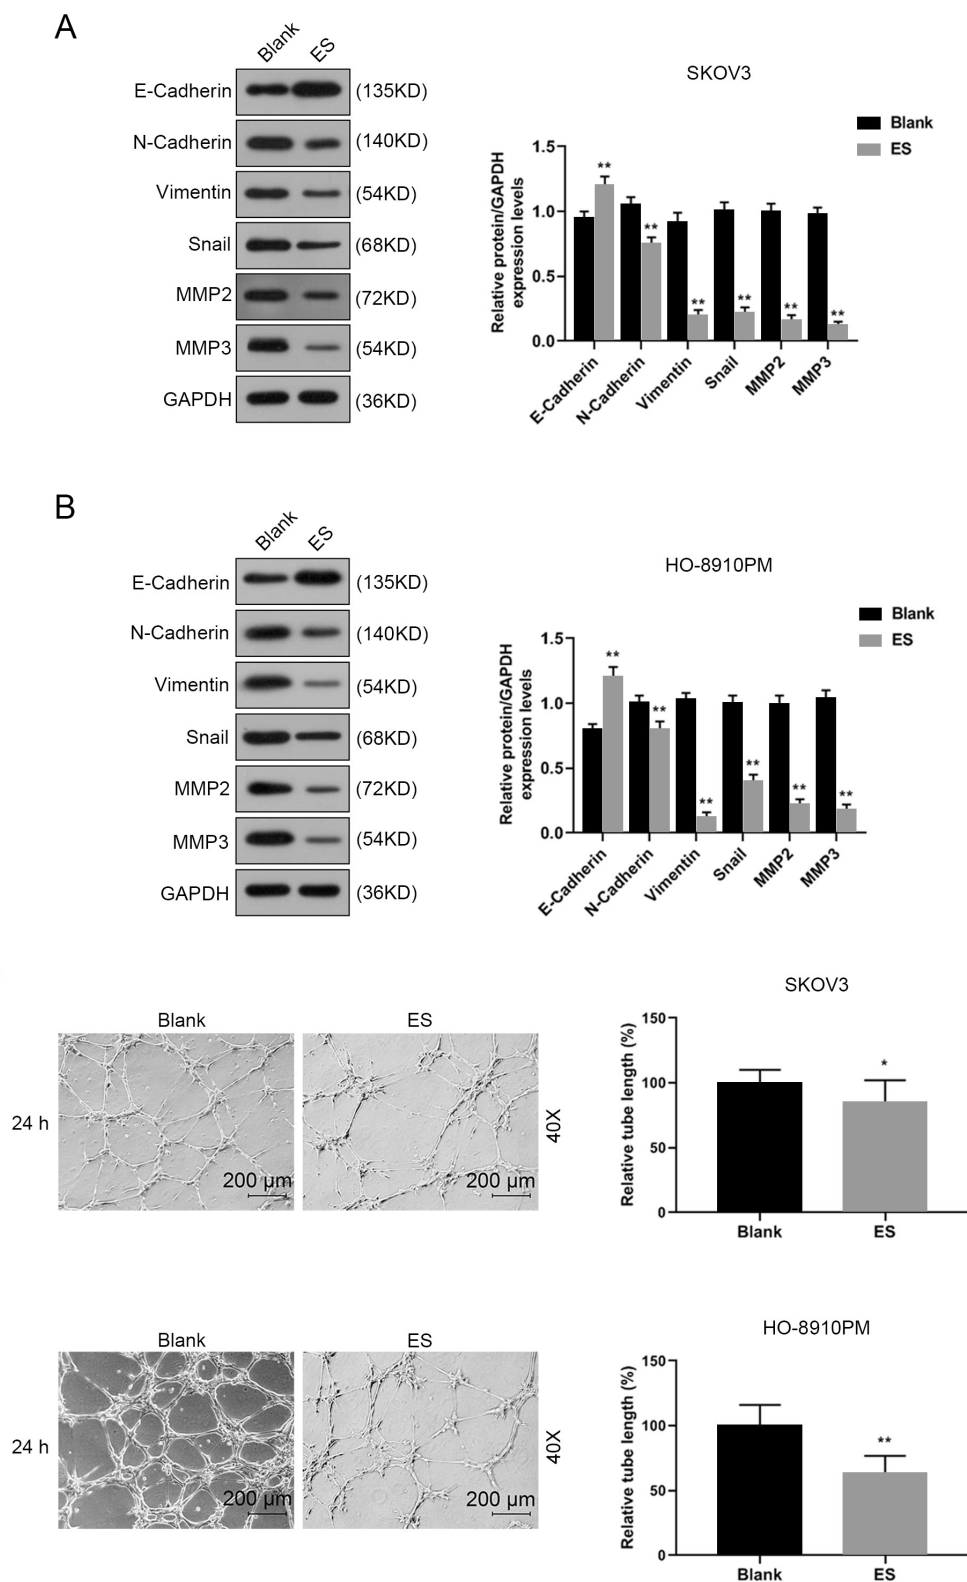 A
Blank ES
E-Cadherin (135KD)
N-Cadherin (140KD)
Vimentin (54KD)
Snail (68KD)
MMP2 (72KD)
MMP3 (54KD)
GAPDH (36KD)
SKOV3
Blank
ES
Relative protein/GAPDH
expression levels
1.5
1.0
0.5
0.0
**
**
**
**
**
**
E-Cadherin
N-Cadherin
Vimentin
Snail
MMP2
MMP3
B
Blank ES
E-Cadherin (135KD)
N-Cadherin (140KD)
Vimentin (54KD)
Snail (68KD)
MMP2 (72KD)
MMP3 (54KD)
GAPDH (36KD)
HO-8910PM
Blank
ES
Relative protein/GAPDH
expression levels
1.5
1.0
0.5
0.0
**
**
**
**
**
**
E-Cadherin
N-Cadherin
Vimentin
Snail
MMP2
MMP3
Blank ES
24 h
200 µm 200 µm
40X
SKOV3
Relative tube length (%)
150
100
50
0
*
Blank ES
Blank ES
24 h
200 µm 200 µm
40X
HO-8910PM
Relative tube length (%)
150
100
50
0
**
Blank ES